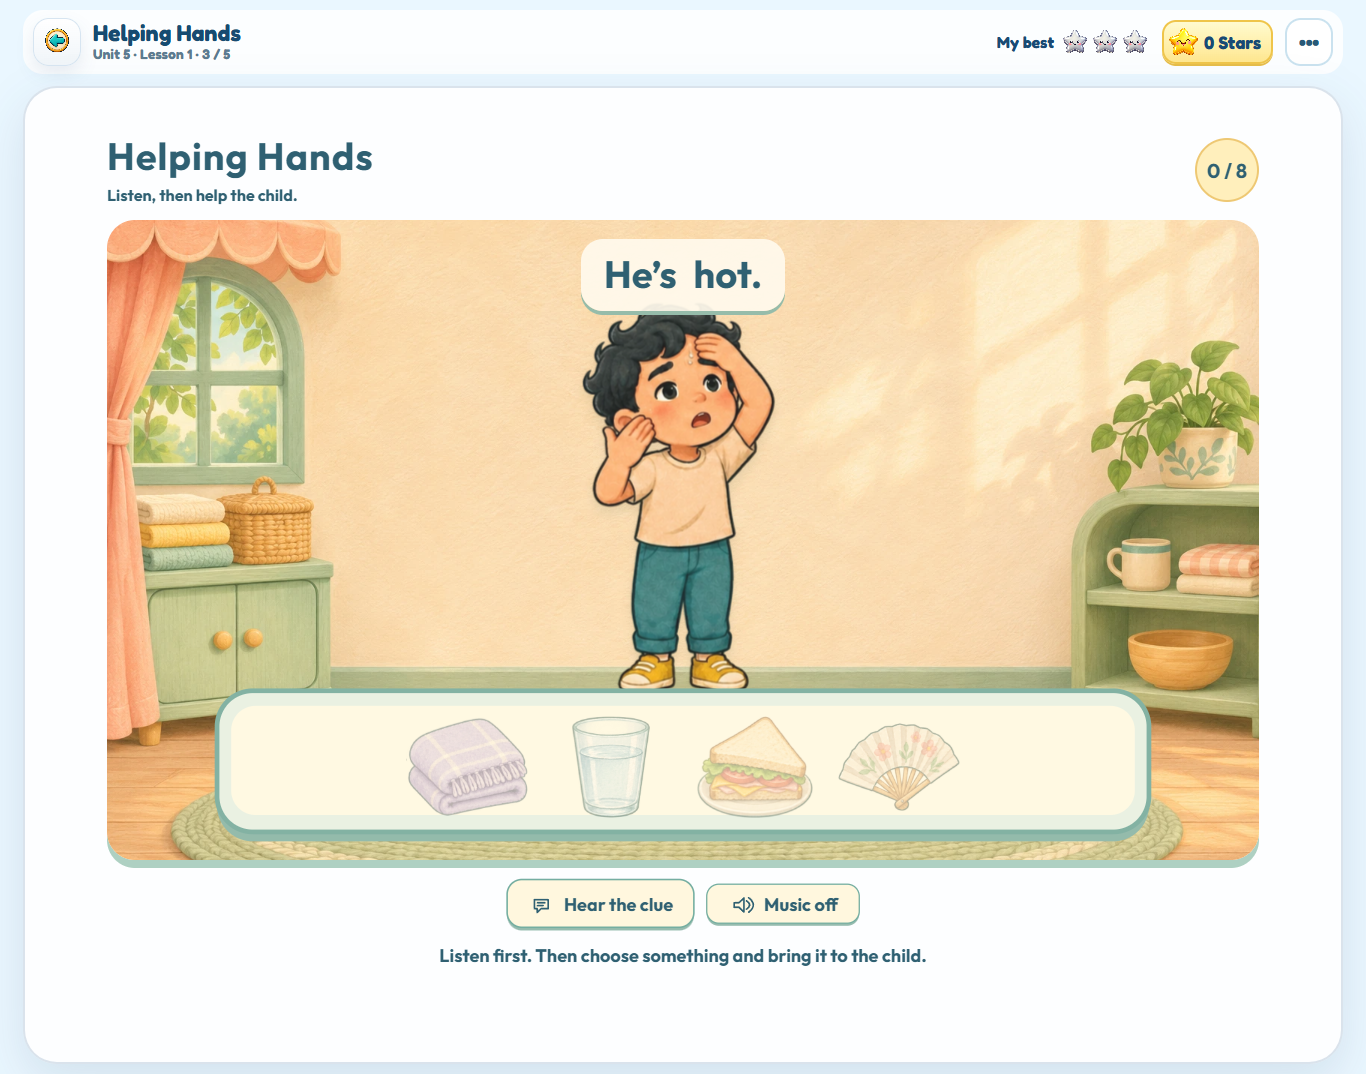 Helping Hands
Unit 5 · Lesson 1 · 3 / 5
My best
0 Stars
Helping Hands
Listen, then help the child.
0 / 8
He’s hot.
Hear the clue
Music off
Listen first. Then choose something and bring it to the child.